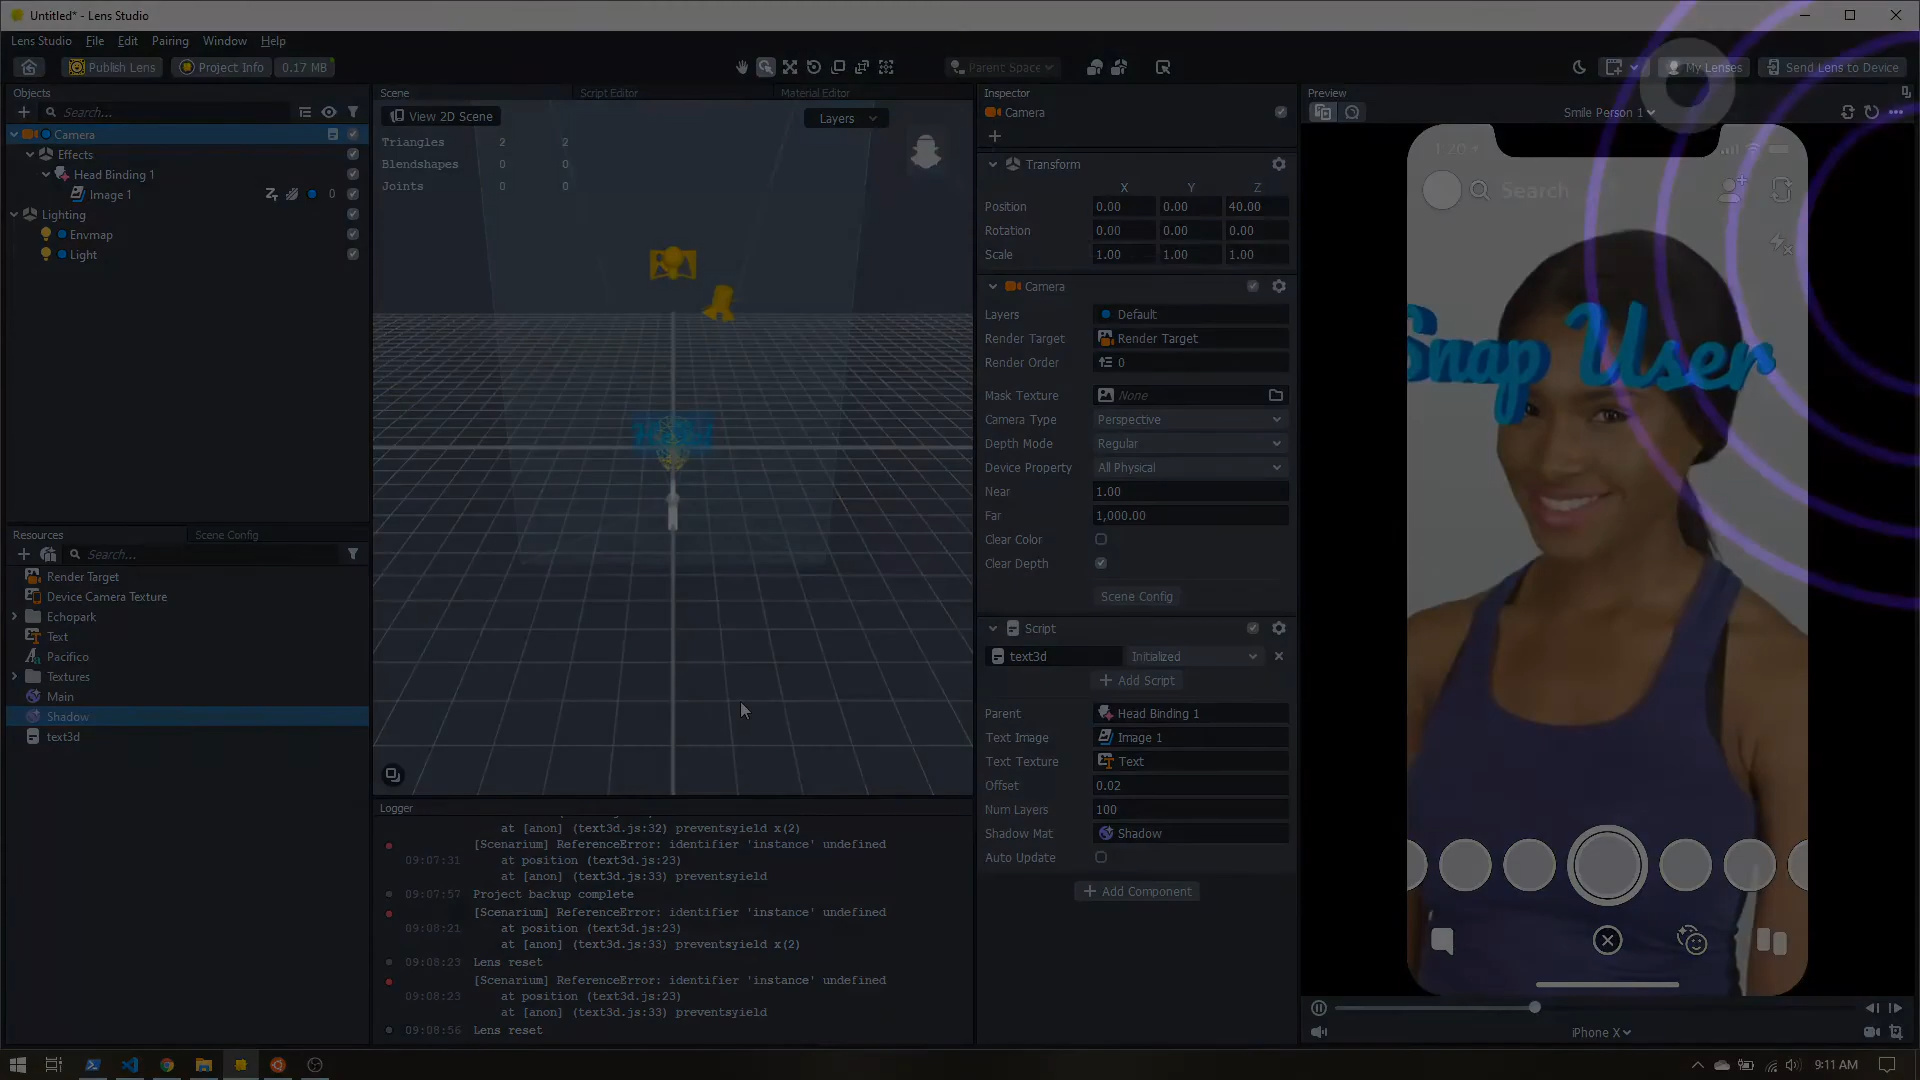 Untitled* - Lens Studio
Lens Studio File Edit Pairing Window Help
Publish Lens Project Info 0.17 MB Parent Space My Lenses Send Lens to Device
Objects
Search...
Camera
Effects
Head Binding 1
Image 1 0
Lighting
Envmap
Light
Resources Scene Config
Search...
Render Target
Device Camera Texture
Echopark
Text
Pacifico
Textures
Main
Shadow
text3d
Scene Script Editor Material Editor
View 2D Scene Layers
Triangles 2 2
Blendshapes 0 0
Joints 0 0
Logger
at [anon] (text3d.js:32) preventsyield x(2)
[Scenarium] ReferenceError: identifier 'instance' undefined
09:07:31 at position (text3d.js:23)
at [anon] (text3d.js:33) preventsyield
09:07:57 Project backup complete
[Scenarium] ReferenceError: identifier 'instance' undefined
09:08:21 at position (text3d.js:23)
at [anon] (text3d.js:33) preventsyield x(2)
09:08:23 Lens reset
[Scenarium] ReferenceError: identifier 'instance' undefined
09:08:23 at position (text3d.js:23)
at [anon] (text3d.js:33) preventsyield
09:08:56 Lens reset
Inspector
Camera
Transform
X Y Z
Position 0.00 0.00 40.00
Rotation 0.00 0.00 0.00
Scale 1.00 1.00 1.00
Camera
Layers Default
Render Target Render Target
Render Order 0
Mask Texture None
Camera Type Perspective
Depth Mode Regular
Device Property All Physical
Near 1.00
Far 1,000.00
Clear Color
Clear Depth
Scene Config
Script
text3d Initialized
Add Script
Parent Head Binding 1
Text Image Image 1
Text Texture Text
Offset 0.02
Num Layers 100
Shadow Mat Shadow
Auto Update
Add Component
Preview
Smile Person 1
1:20
Search
Snap User
iPhone X
9:11 AM